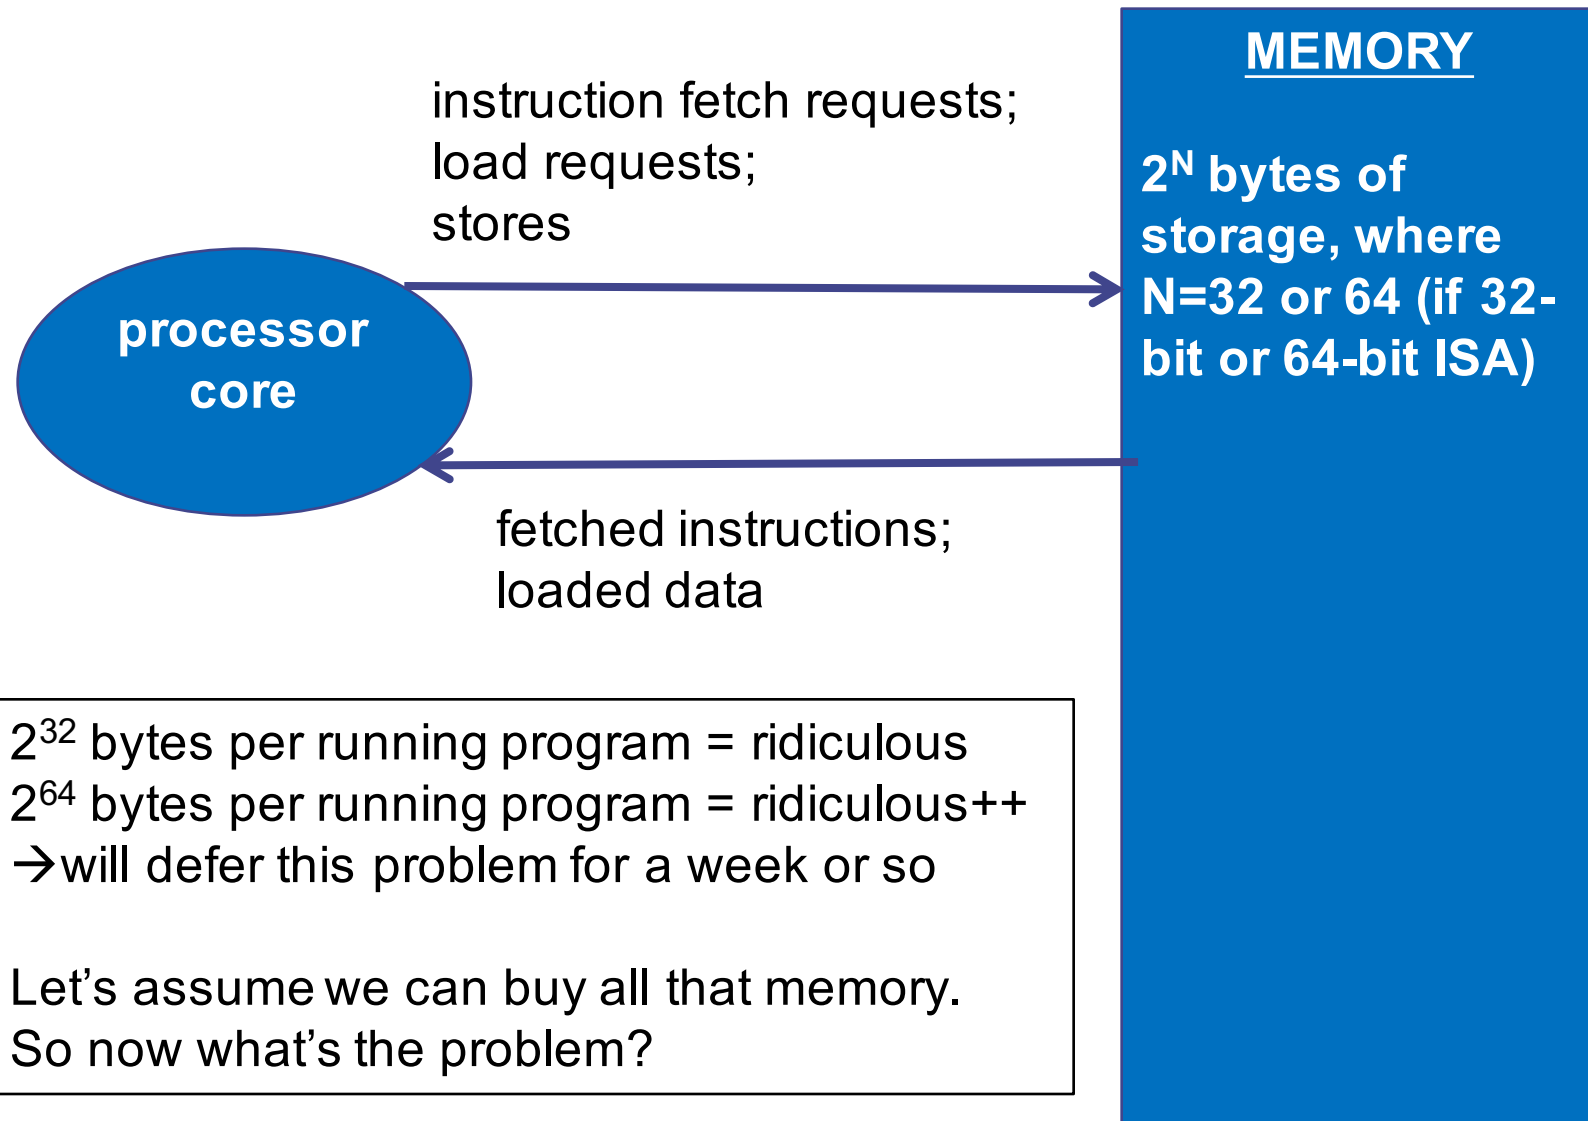 MEMORY
instruction fetch requests;
load requests;
stores
2ᴺ bytes of
storage, where
N=32 or 64 (if 32-
bit or 64-bit ISA)
processor
core
fetched instructions;
loaded data
2³² bytes per running program = ridiculous
2⁶⁴ bytes per running program = ridiculous++
→will defer this problem for a week or so
Let’s assume we can buy all that memory.
So now what’s the problem?